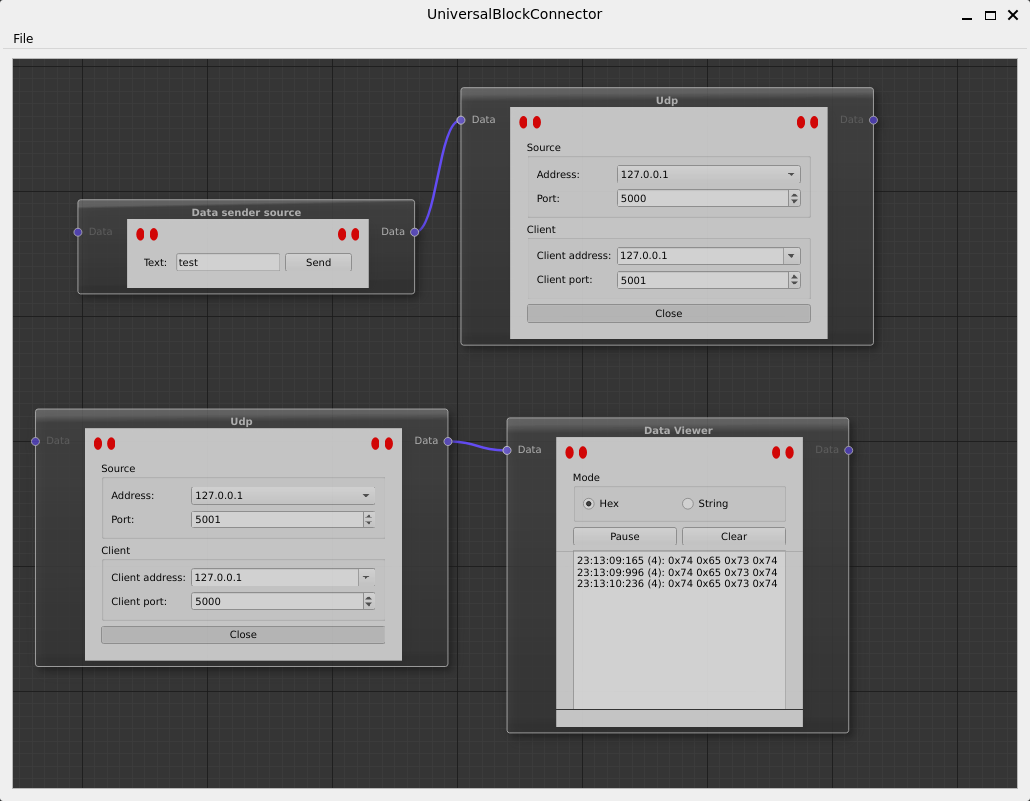 UniversalBlockConnector
File
Udp
Data
Data
Source
Address: 127.0.0.1
Port: 5000
Client
Client address: 127.0.0.1
Client port: 5001
Close
Data sender source
Data
Data
Text: test Send
Udp
Data
Data
Source
Address: 127.0.0.1
Port: 5001
Client
Client address: 127.0.0.1
Client port: 5000
Close
Data Viewer
Data
Data
Mode
Hex String
Pause Clear
23:13:09:165 (4): 0x74 0x65 0x73 0x74
23:13:09:996 (4): 0x74 0x65 0x73 0x74
23:13:10:236 (4): 0x74 0x65 0x73 0x74